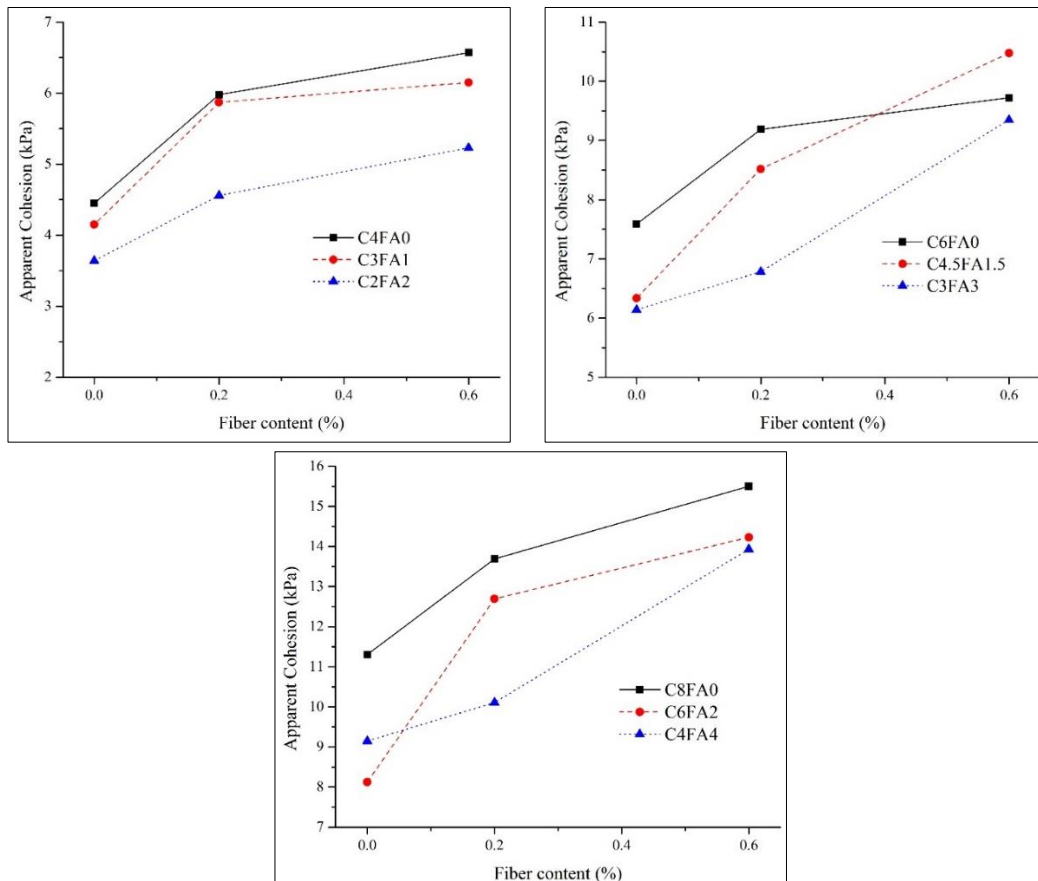 7
6
5
4
3
2
Apparent Cohesion (kPa)
C4FA0
C3FA1
C2FA2
0.0
0.2
0.4
0.6
Fiber content (%)
11
10
9
8
7
6
5
Apparent Cohesion (kPa)
C6FA0
C4.5FA1.5
C3FA3
0.0
0.2
0.4
0.6
Fiber content (%)
16
15
14
13
12
11
10
9
8
7
Apparent Cohesion (kPa)
C8FA0
C6FA2
C4FA4
0.0
0.2
0.4
0.6
Fiber content (%)